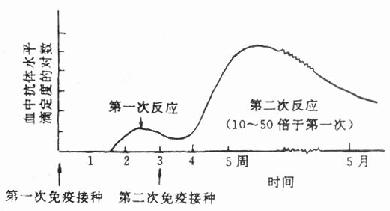 血中抗体水平
滴定度的对数
第一次反应
第二次反应
(10~50倍于第一次)
1 2 3 4 5周 5月
时间
第一次免疫接种 第二次免疫接种